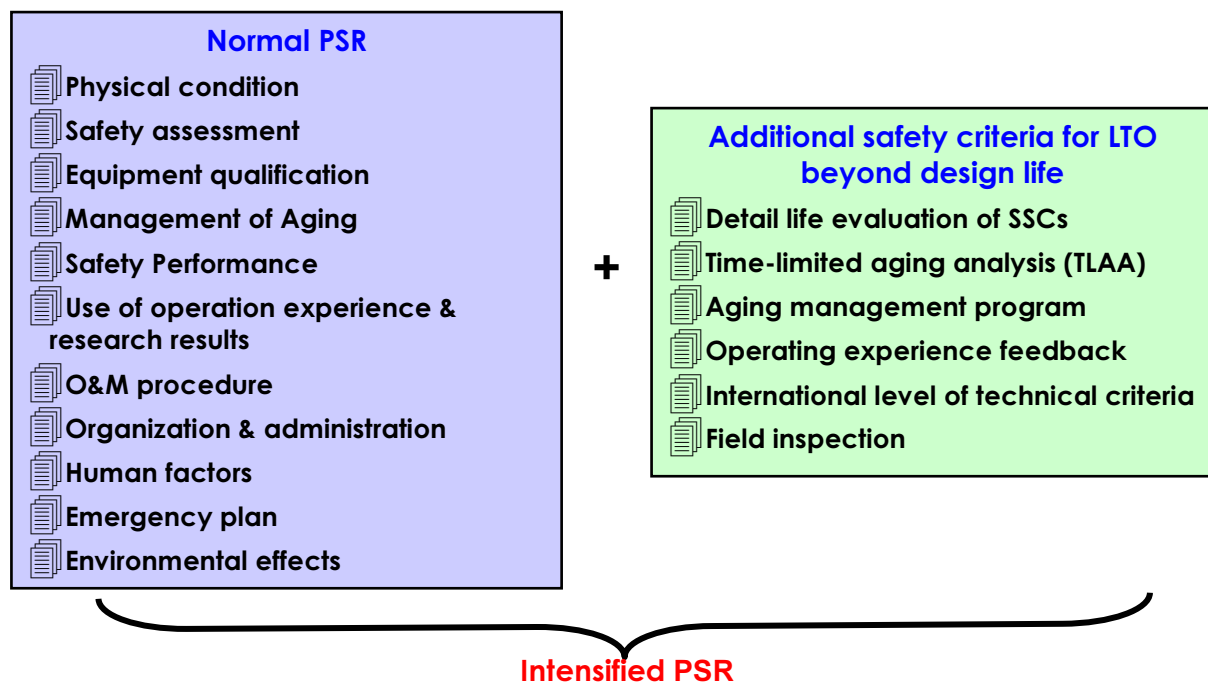 Normal PSR
Physical condition
Safety assessment
Equipment qualification
Management of Aging
Safety Performance
Use of operation experience &
research results
O&M procedure
Organization & administration
Human factors
Emergency plan
Environmental effects
+
Additional safety criteria for LTO
beyond design life
Detail life evaluation of SSCs
Time-limited aging analysis (TLAA)
Aging management program
Operating experience feedback
International level of technical criteria
Field inspection
Intensified PSR